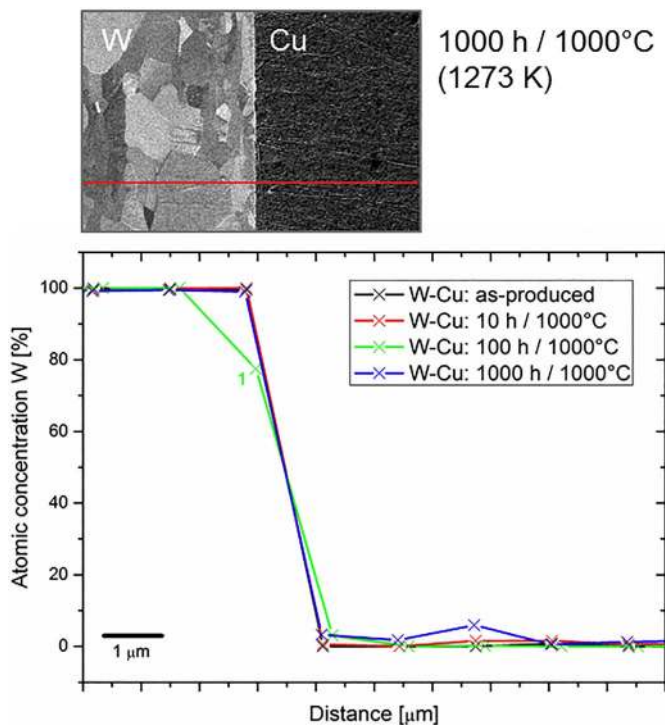 W Cu
1000 h / 1000°C
(1273 K)
100
80
60
40
20
0
Atomic concentration W [%]
W-Cu: as-produced
W-Cu: 10 h / 1000°C
W-Cu: 100 h / 1000°C
W-Cu: 1000 h / 1000°C
1
1 µm
Distance [µm]